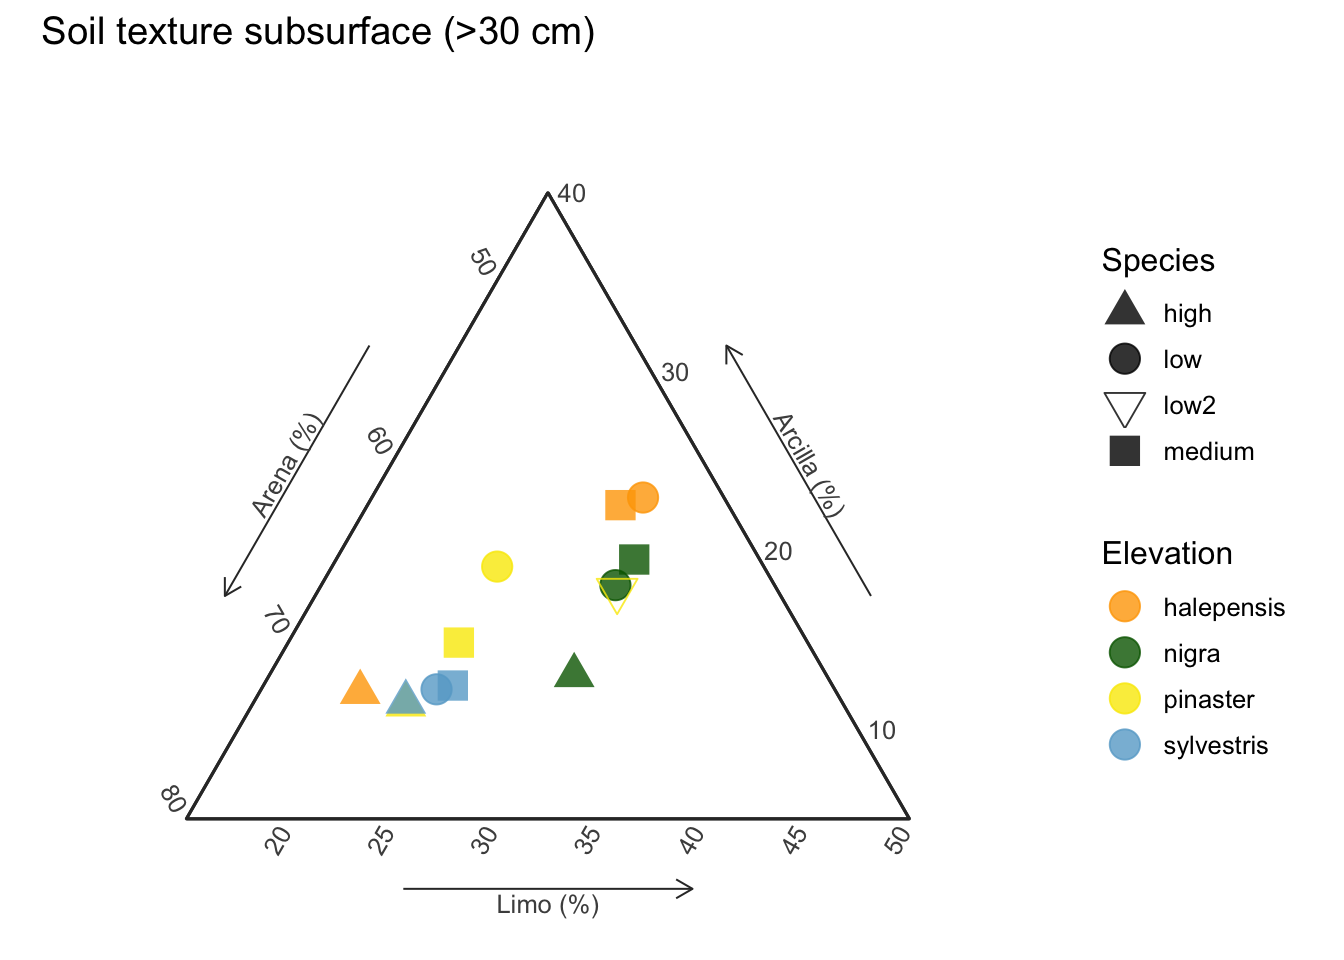 Soil texture subsurface (>30 cm)
40
50
30
60
20
70
10
80
Arena (%)
Arcilla (%)
20 25 30 35 40 45 50
Limo (%)
Species
high
low
low2
medium
Elevation
halepensis
nigra
pinaster
sylvestris